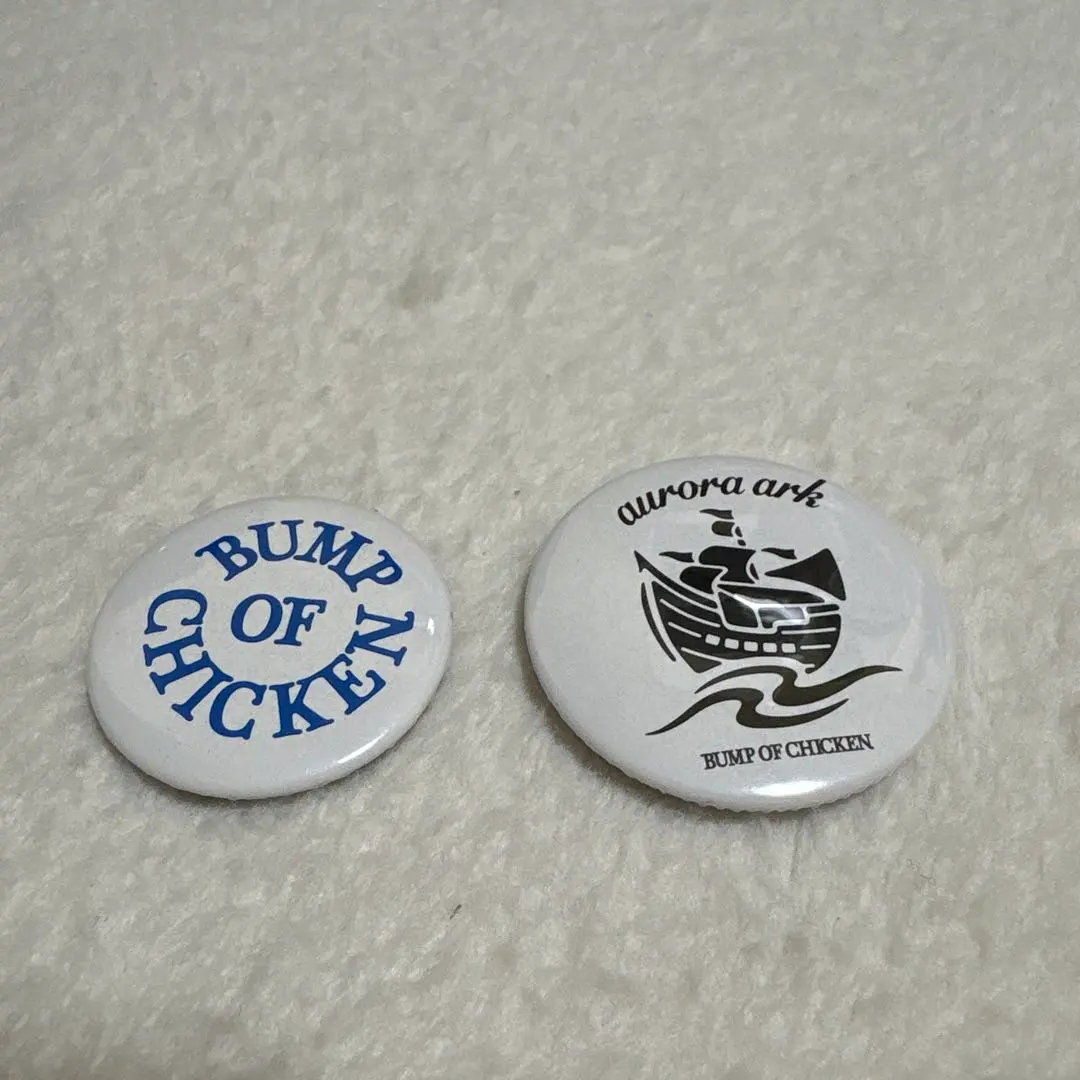 BUMP
OF
CHICKEN
aurora ark
BUMP OF CHICKEN